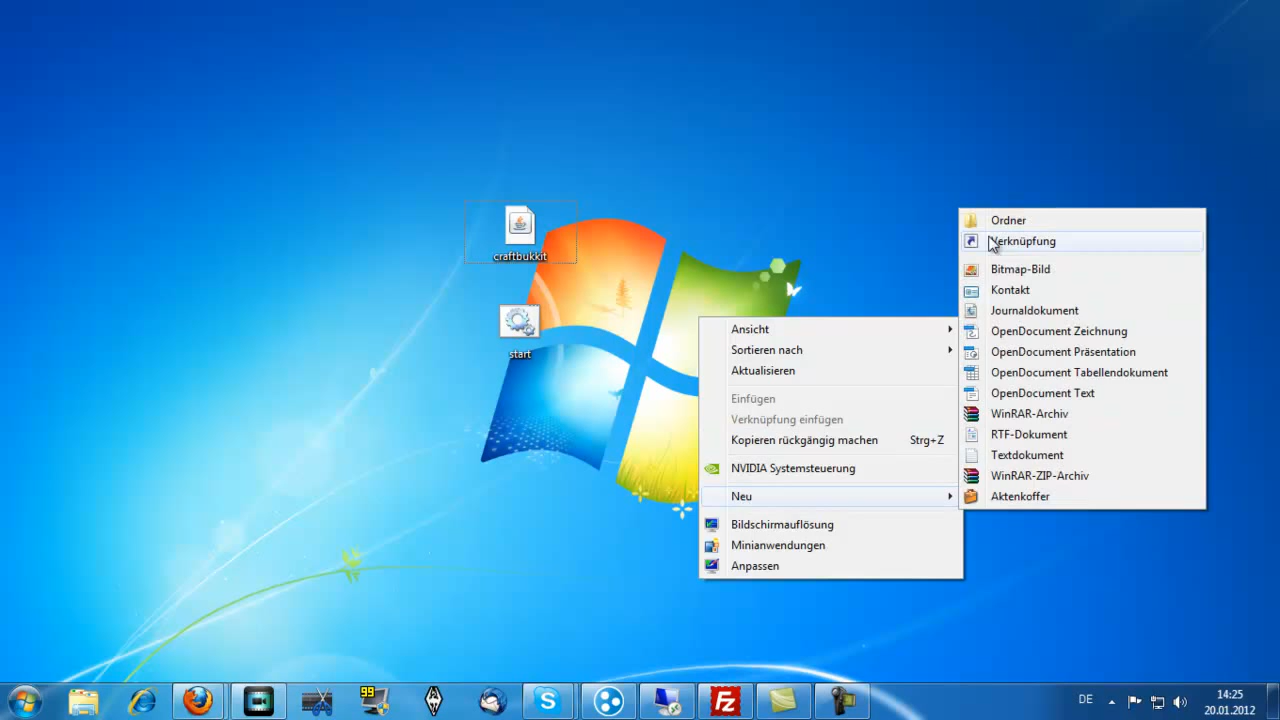 craftbukkit
start
Ansicht
Sortieren nach
Aktualisieren
Einfügen
Verknüpfung einfügen
Kopieren rückgängig machen Strg+Z
NVIDIA Systemsteuerung
Neu
Bildschirmauflösung
Minianwendungen
Anpassen
Ordner
Verknüpfung
Bitmap-Bild
Kontakt
Journaldokument
OpenDocument Zeichnung
OpenDocument Präsentation
OpenDocument Tabellendokument
OpenDocument Text
WinRAR-Archiv
RTF-Dokument
Textdokument
WinRAR-ZIP-Archiv
Aktenkoffer
99
S
Fz
DE
14:25
20.01.2012